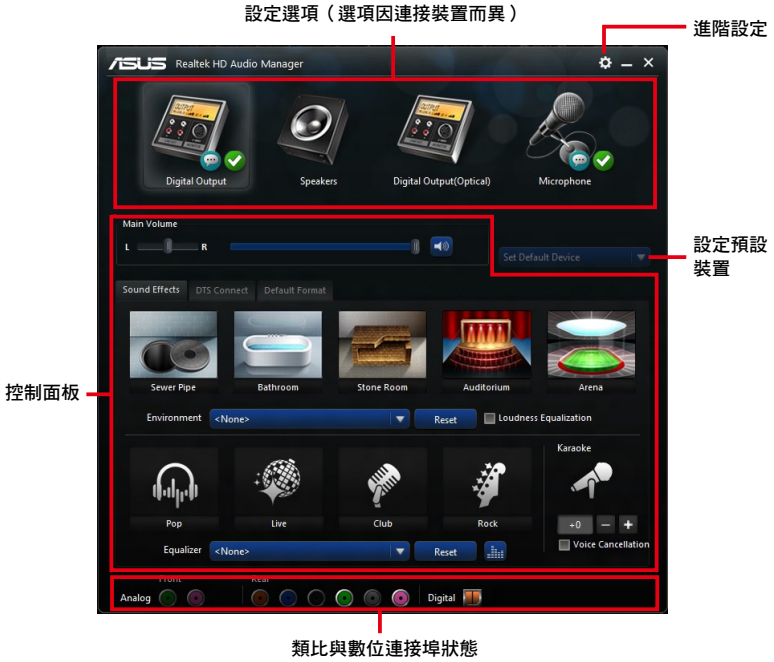 設定選項（選項因連接裝置而異）
進階設定
ASUS Realtek HD Audio Manager
Digital Output
Speakers
Digital Output(Optical)
Microphone
Main Volume
L
R
Set Default Device
設定預設
裝置
Sound Effects
DTS Connect
Default Format
Sewer Pipe
Bathroom
Stone Room
Auditorium
Arena
控制面板
Environment
<None>
Reset
Loudness Equalization
Karaoke
Pop
Live
Club
Rock
+0
Equalizer
<None>
Reset
Voice Cancellation
Front
Rear
Analog
Digital
類比與數位連接埠狀態